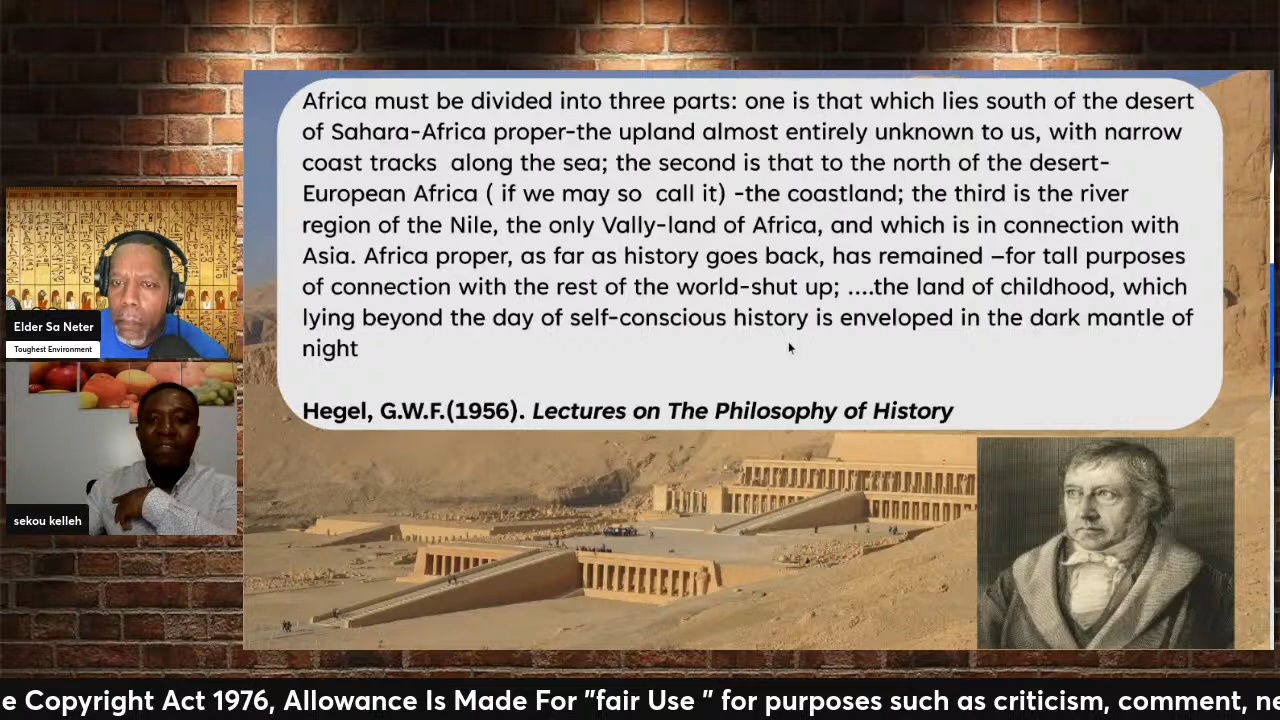 Africa must be divided into three parts: one is that which lies south of the desert
of Sahara-Africa proper-the upland almost entirely unknown to us, with narrow
coast tracks along the sea; the second is that to the north of the desert-
European Africa ( if we may so call it) -the coastland; the third is the river
region of the Nile, the only Vally-land of Africa, and which is in connection with
Asia. Africa proper, as far as history goes back, has remained –for tall purposes
of connection with the rest of the world-shut up; ....the land of childhood, which
lying beyond the day of self-conscious history is enveloped in the dark mantle of
night
Hegel, G.W.F.(1956). Lectures on The Philosophy of History
Elder Sa Neter
Toughest Environment
sekou kelleh
e Copyright Act 1976, Allowance Is Made For "fair Use " for purposes such as criticism, comment, ne